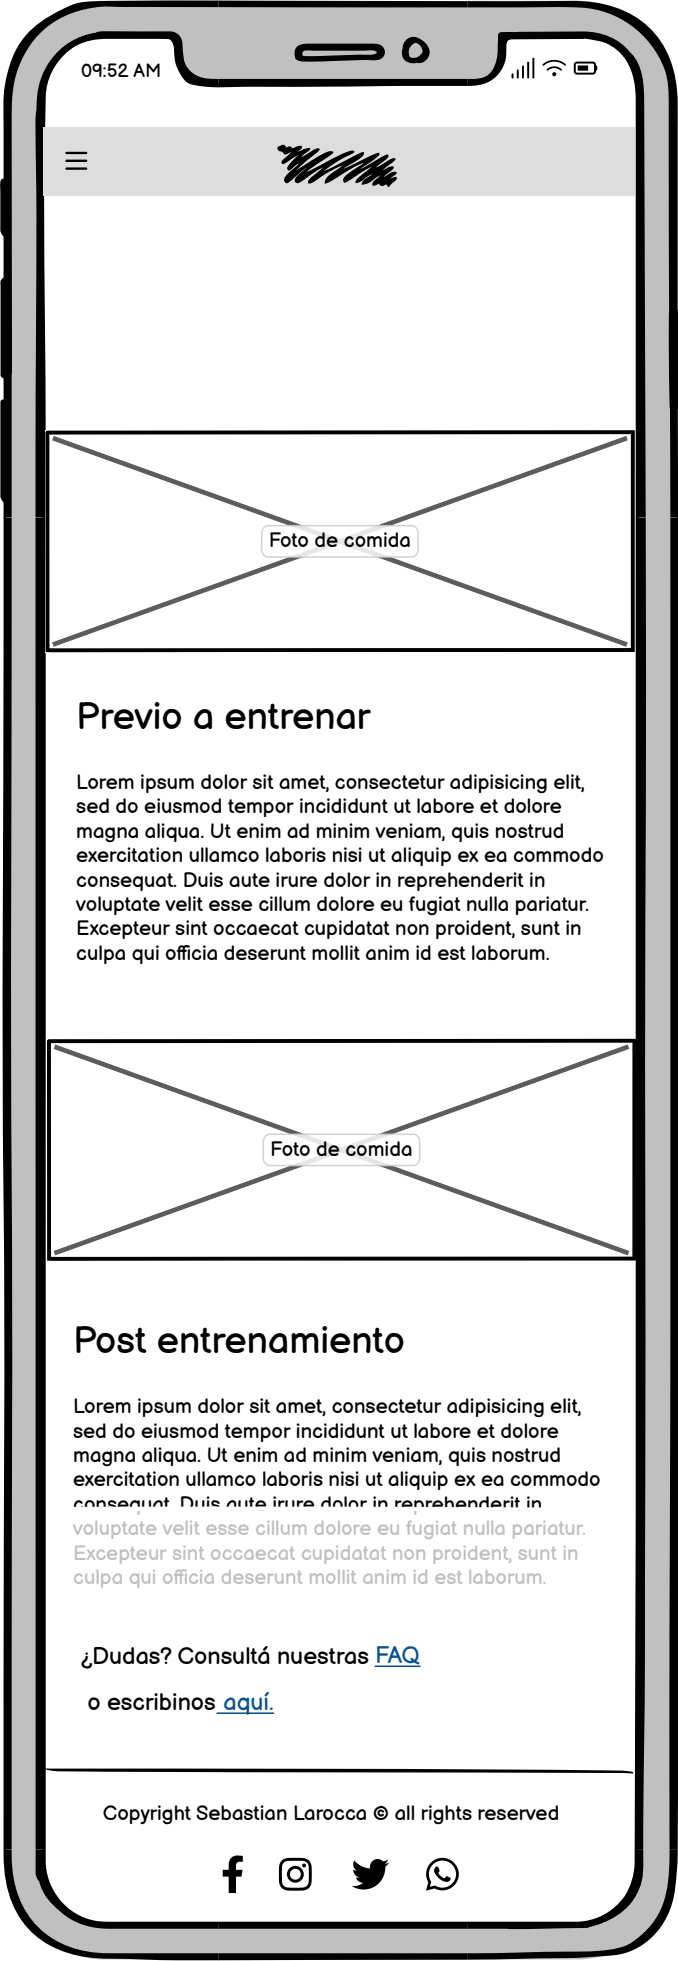 09:52 AM
Foto de comida
Previo a entrenar
Lorem ipsum dolor sit amet, consectetur adipisicing elit,
sed do eiusmod tempor incididunt ut labore et dolore
magna aliqua. Ut enim ad minim veniam, quis nostrud
exercitation ullamco laboris nisi ut aliquip ex ea commodo
consequat. Duis aute irure dolor in reprehenderit in
voluptate velit esse cillum dolore eu fugiat nulla pariatur.
Excepteur sint occaecat cupidatat non proident, sunt in
culpa qui officia deserunt mollit anim id est laborum.
Foto de comida
Post entrenamiento
Lorem ipsum dolor sit amet, consectetur adipisicing elit,
sed do eiusmod tempor incididunt ut labore et dolore
magna aliqua. Ut enim ad minim veniam, quis nostrud
exercitation ullamco laboris nisi ut aliquip ex ea commodo
consequat. Duis aute irure dolor in reprehenderit in
voluptate velit esse cillum dolore eu fugiat nulla pariatur.
Excepteur sint occaecat cupidatat non proident, sunt in
culpa qui officia deserunt mollit anim id est laborum.
¿Dudas? Consultá nuestras FAQ
o escribinos aquí.
Copyright Sebastian Larocca © all rights reserved